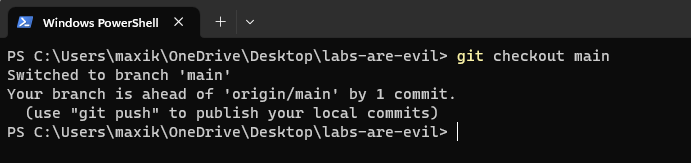 Windows PowerShell
PS C:\Users\maxik\OneDrive\Desktop\labs-are-evil> git checkout main
Switched to branch 'main'
Your branch is ahead of 'origin/main' by 1 commit.
  (use "git push" to publish your local commits)
PS C:\Users\maxik\OneDrive\Desktop\labs-are-evil>